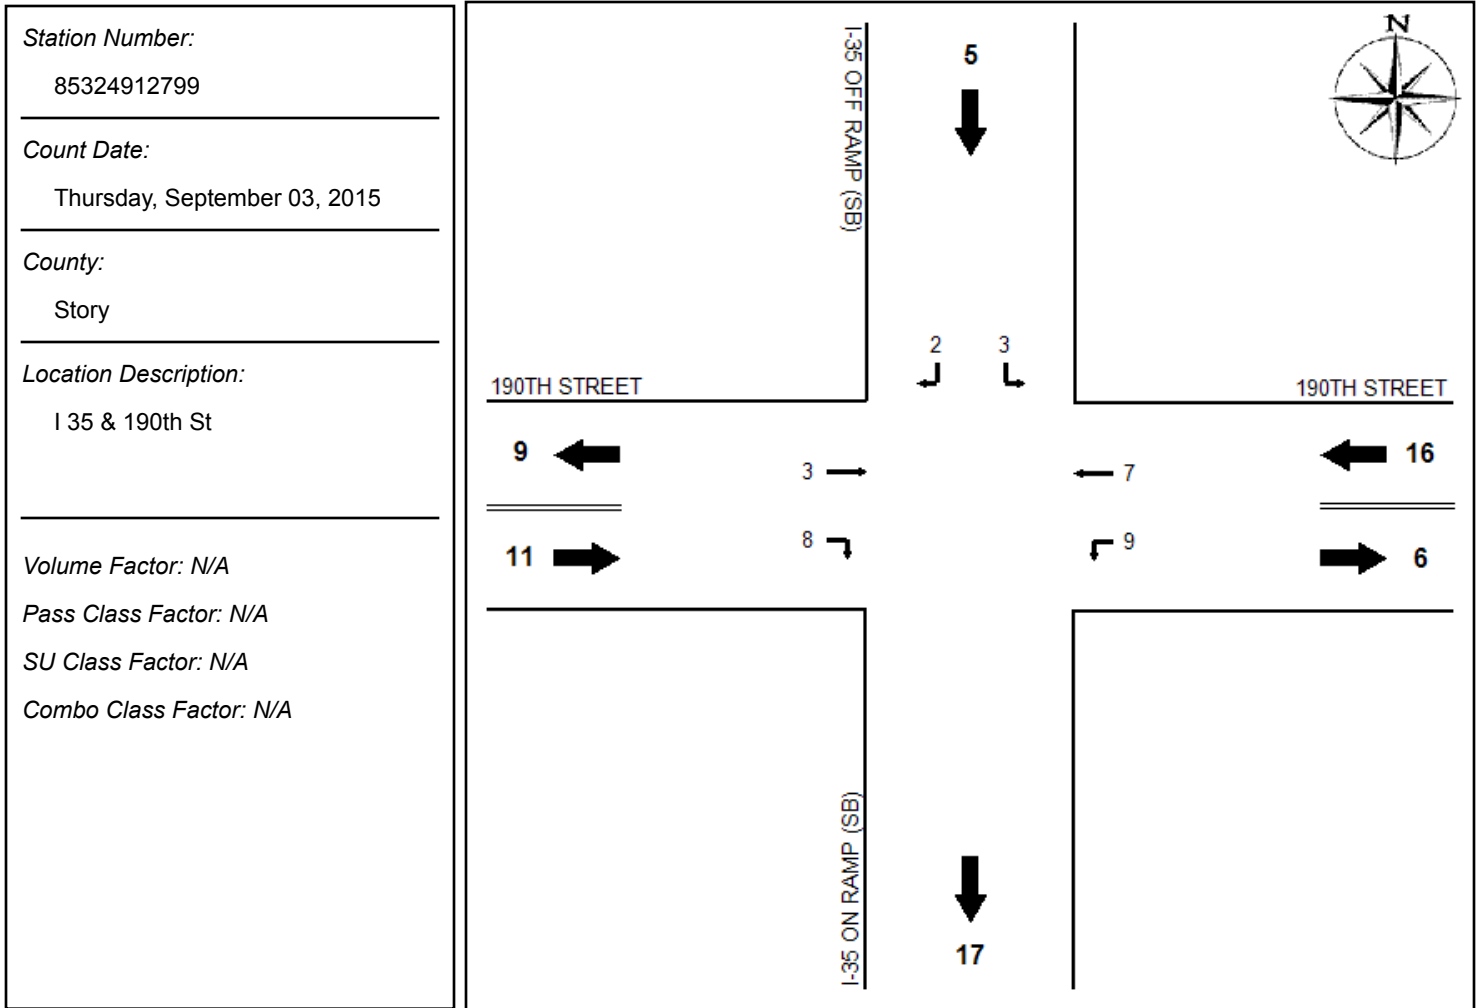 Station Number:
85324912799
Count Date:
Thursday, September 03, 2015
County:
Story
Location Description:
I 35 & 190th St
Volume Factor: N/A
Pass Class Factor: N/A
SU Class Factor: N/A
Combo Class Factor: N/A
N
I-35 OFF RAMP (SB)
5
2 3
190TH STREET
190TH STREET
9
3
7
16
11
8
9
6
I-35 ON RAMP (SB)
17